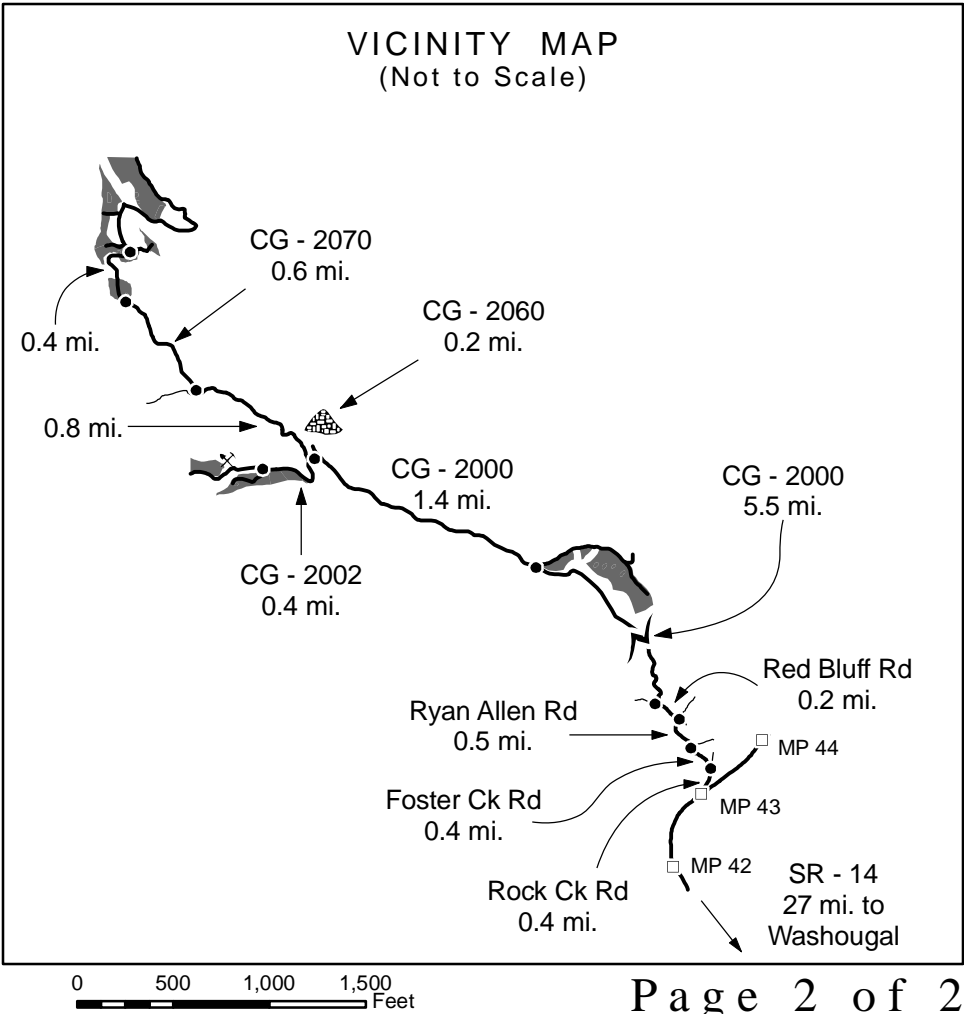 VICINITY MAP
(Not to Scale)
CG - 2070
0.6 mi.
CG - 2060
0.2 mi.
0.4 mi.
0.8 mi.
CG - 2000
1.4 mi.
CG - 2000
5.5 mi.
CG - 2002
0.4 mi.
Red Bluff Rd
0.2 mi.
Ryan Allen Rd
0.5 mi.
MP 44
Foster Ck Rd
0.4 mi.
MP 43
MP 42
Rock Ck Rd
0.4 mi.
SR - 14
27 mi. to
Washougal
0 500 1,000 1,500
Feet
Page 2 of 2